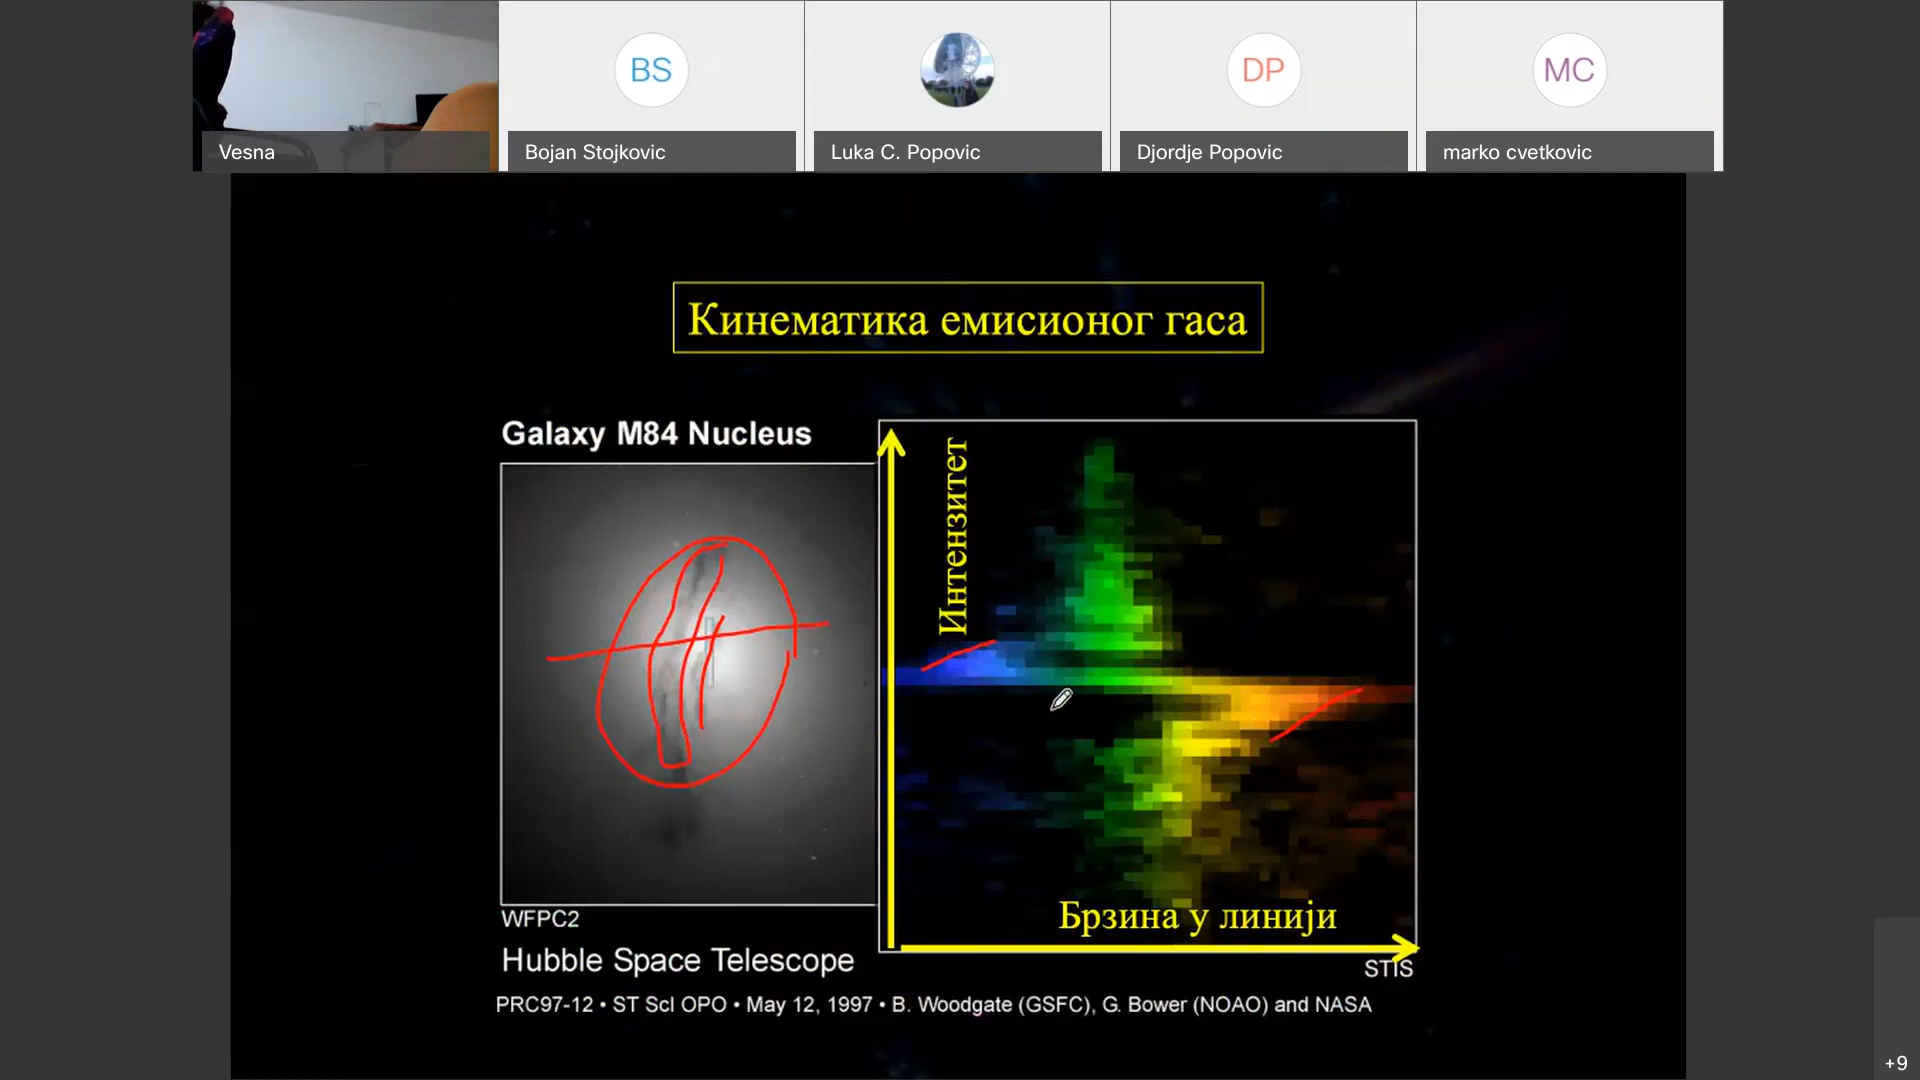 BS
DP
MC
Vesna
Bojan Stojkovic
Luka C. Popovic
Djordje Popovic
marko cvetkovic
Кинематика емисионог гаса
Galaxy M84 Nucleus
Интензитет
Брзина у линији
WFPC2
STIS
Hubble Space Telescope
PRC97-12 • ST ScI OPO • May 12, 1997 • B. Woodgate (GSFC), G. Bower (NOAO) and NASA
+9